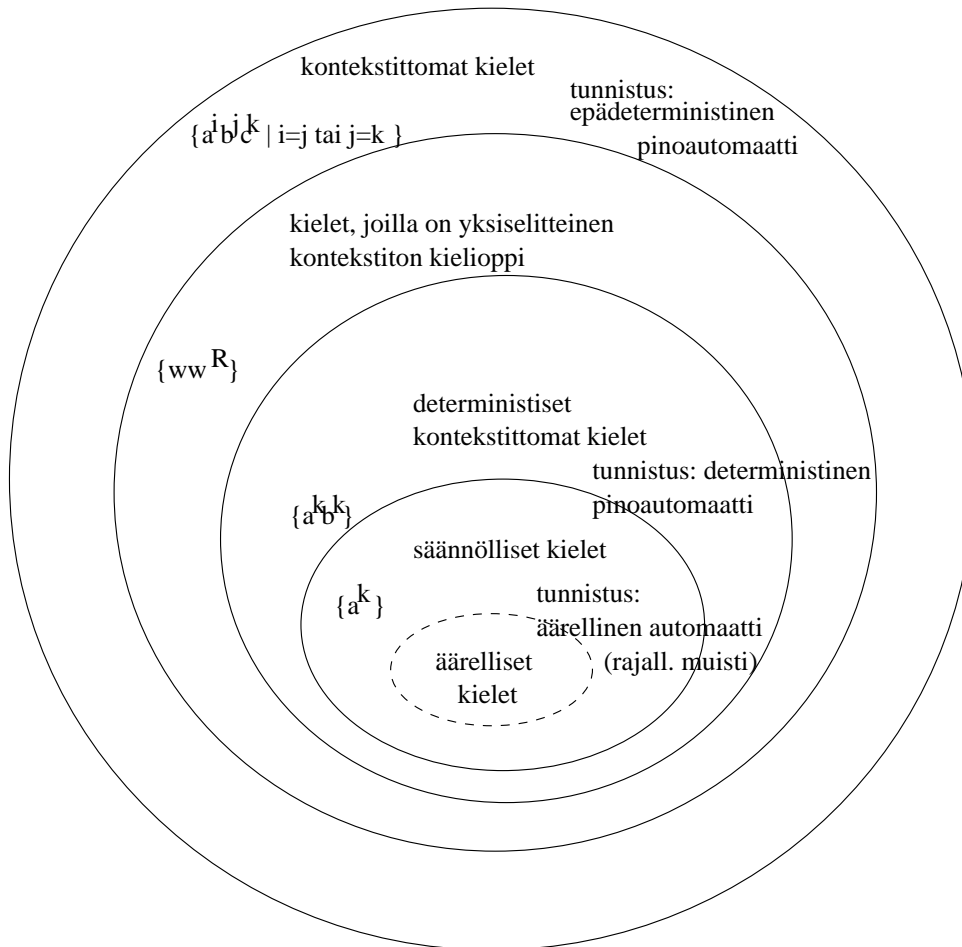 kontekstittomat kielet
tunnistus:
epädeterministinen
pinoautomaatti
{a^i b^j c^k | i=j tai j=k }
kielet, joilla on yksiselitteinen
kontekstiton kielioppi
{ww^R}
deterministiset
kontekstittomat kielet
tunnistus: deterministinen
pinoautomaatti
{a^k b^k}
säännölliset kielet
{a^k }
tunnistus:
äärellinen automaatti
(rajall. muisti)
äärelliset
kielet